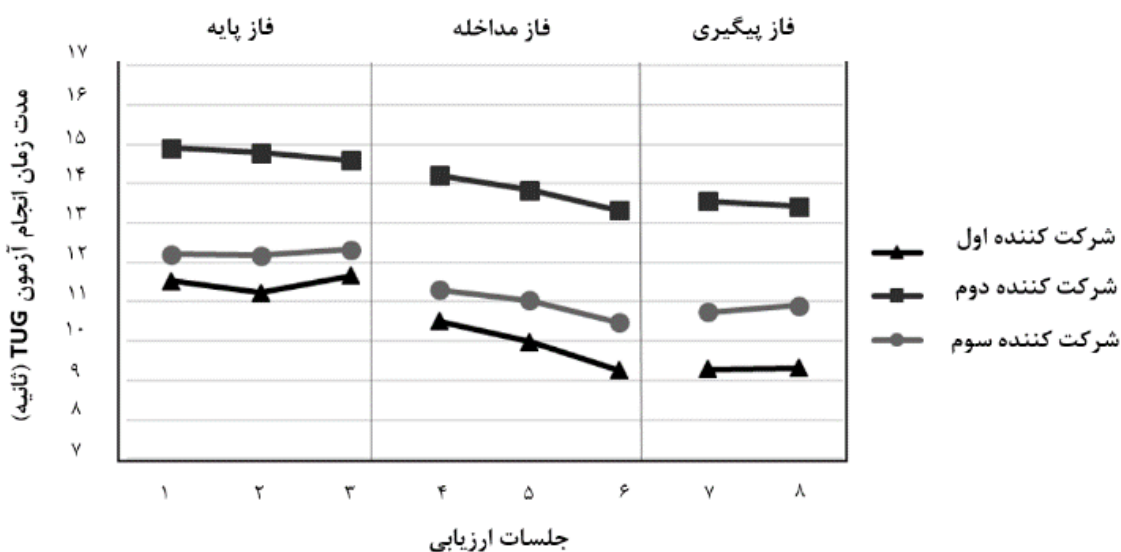 فاز پایه
فاز مداخله
فاز پیگیری
مدت زمان انجام آزمون TUG (ثانیه)
۱۷
۱۶
۱۵
۱۴
۱۳
۱۲
۱۱
۱۰
۹
۸
۷
۱ ۲ ۳ ۴ ۵ ۶ ۷ ۸
جلسات ارزیابی
شرکت کننده اول
شرکت کننده دوم
شرکت کننده سوم